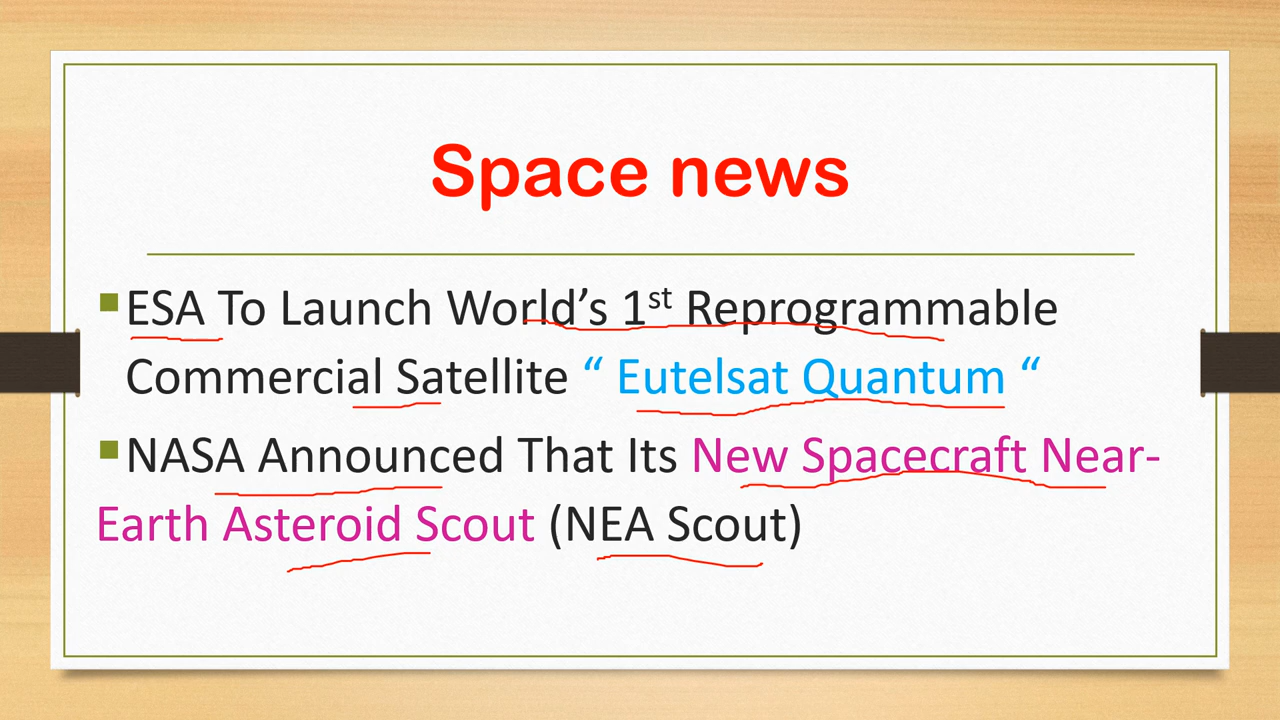 Space news
ESA To Launch World’s 1st Reprogrammable
Commercial Satellite “ Eutelsat Quantum “
NASA Announced That Its New Spacecraft Near-
Earth Asteroid Scout (NEA Scout)